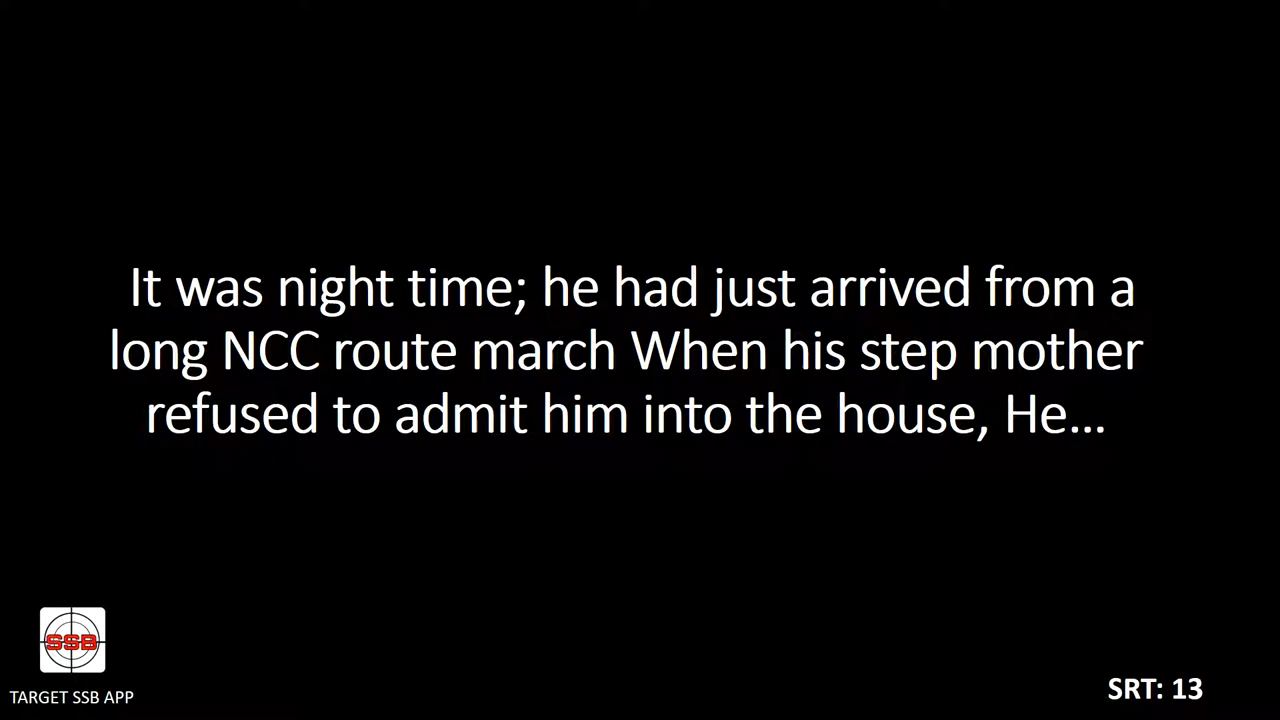 It was night time; he had just arrived from a
long NCC route march When his step mother
refused to admit him into the house, He...
SSB
TARGET SSB APP
SRT: 13